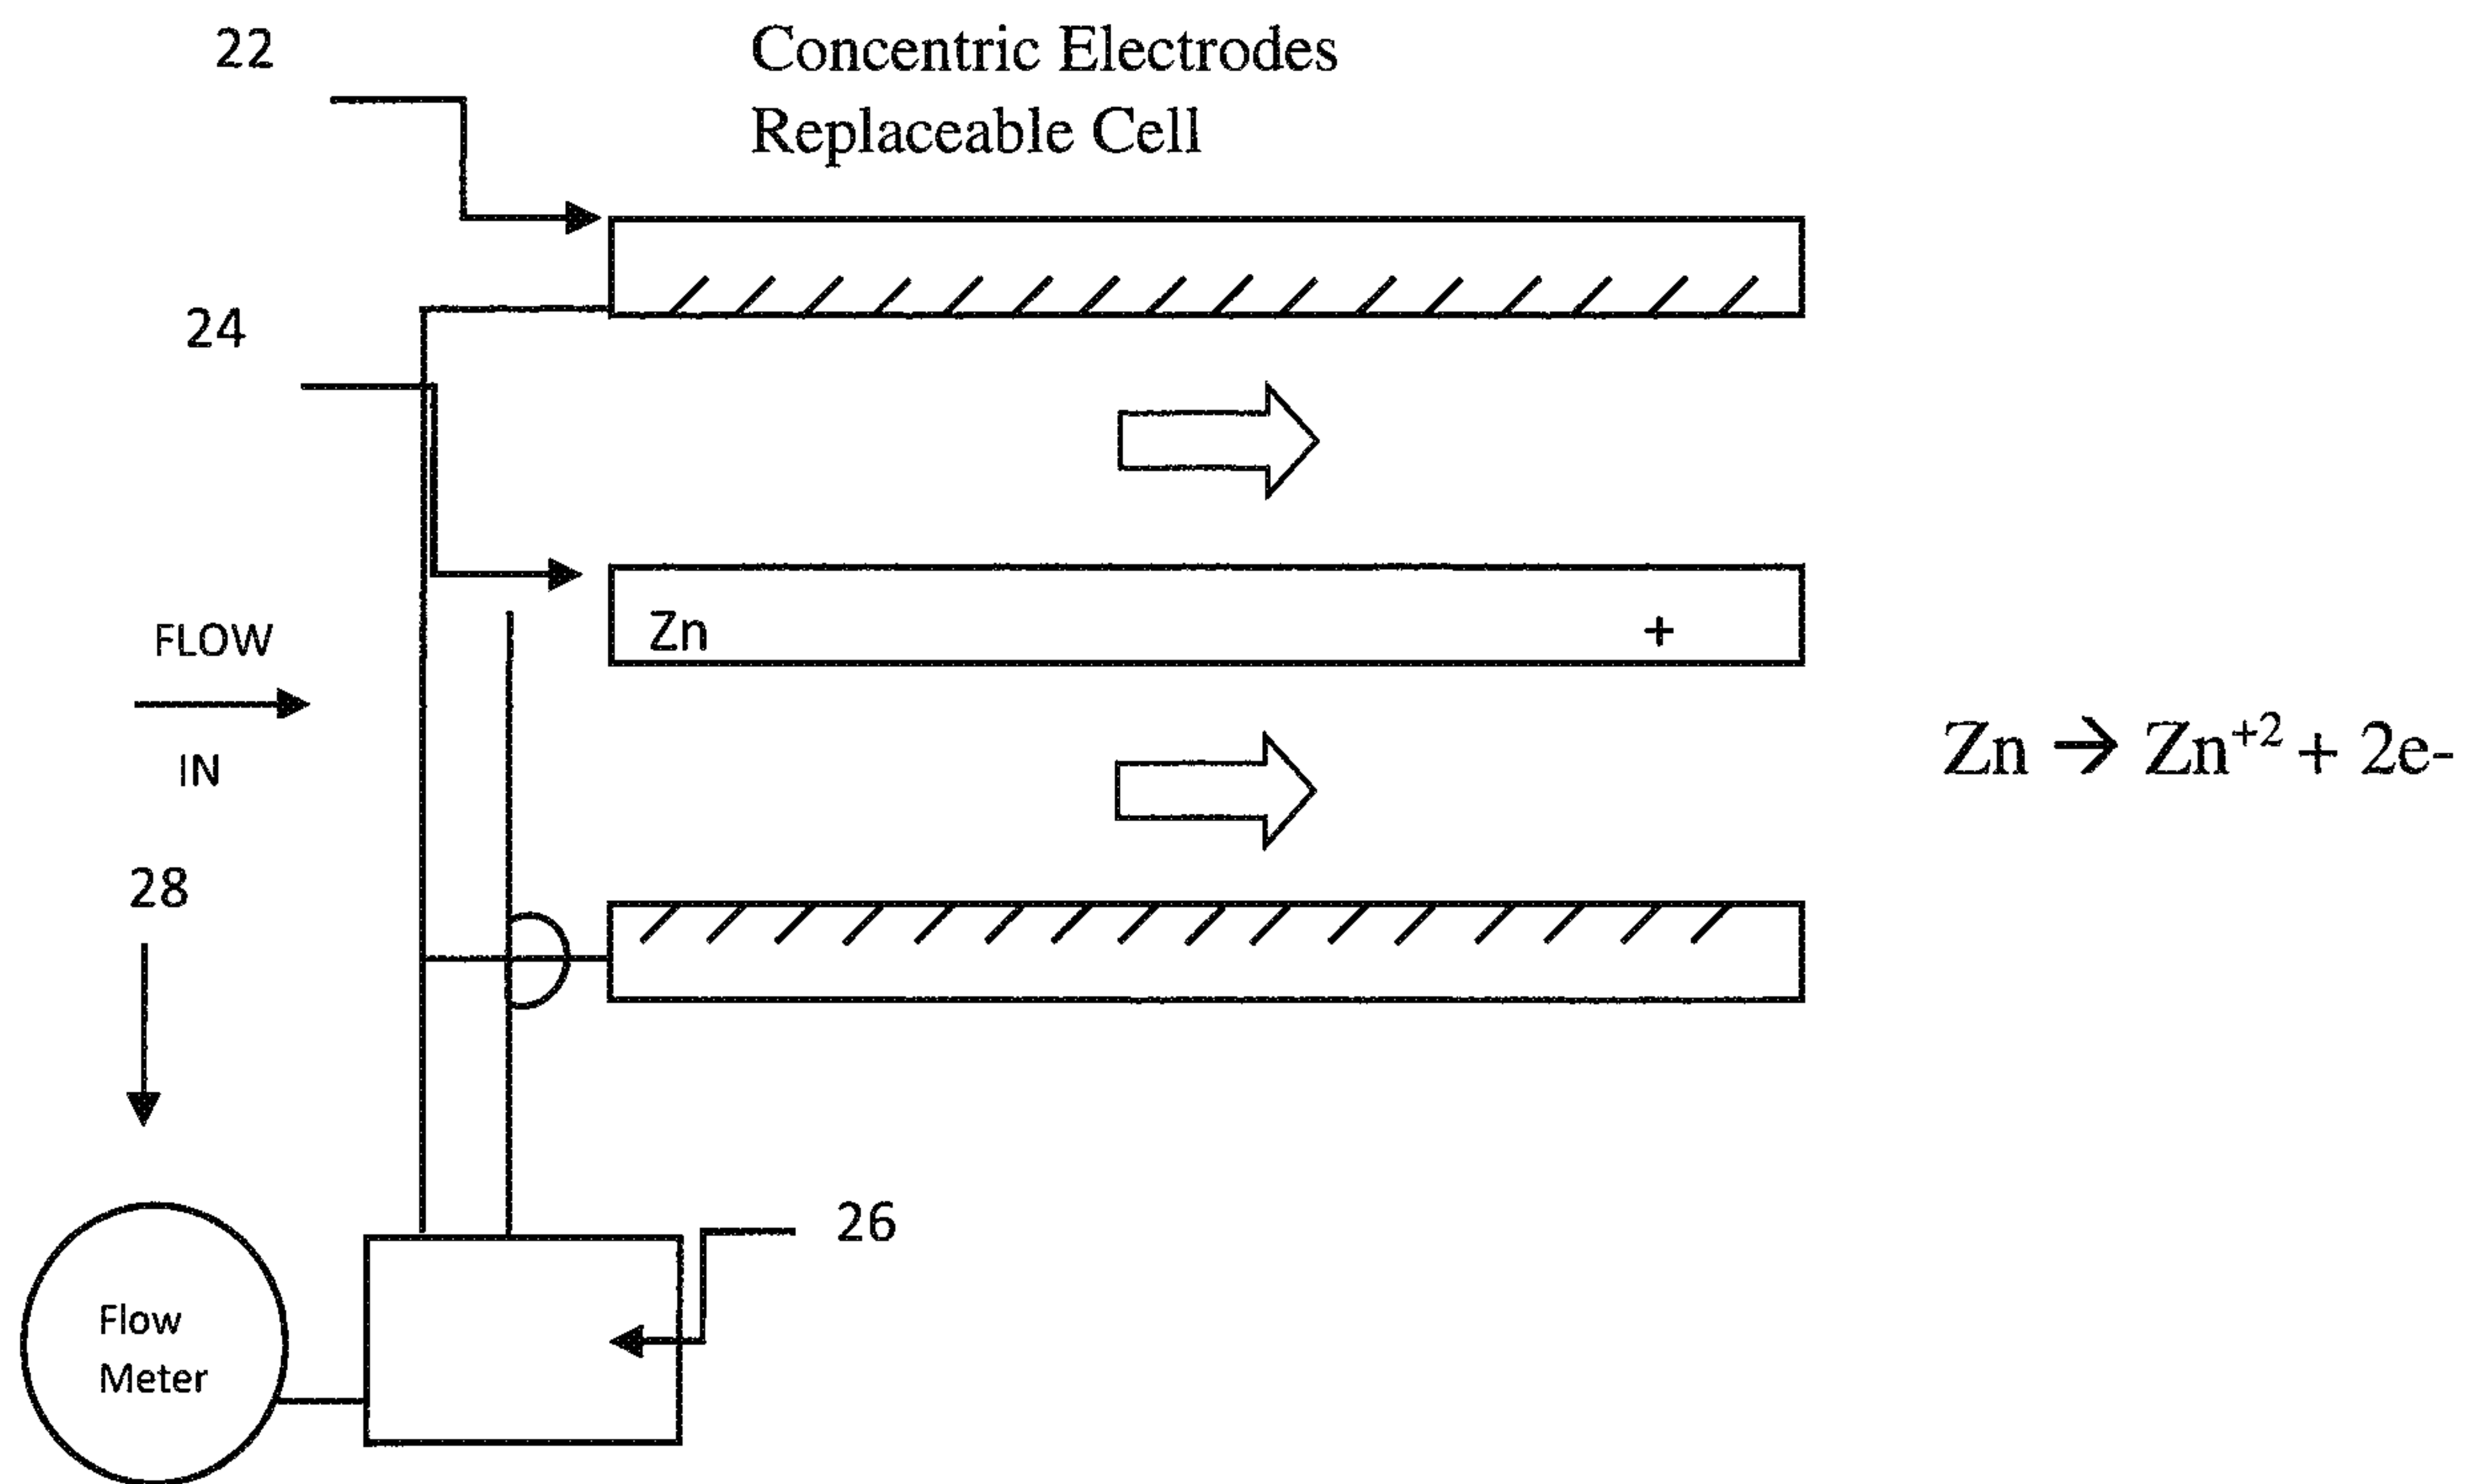 22
Concentric Electrodes
Replaceable Cell
24
Zn +
FLOW
IN
Zn → Zn⁺² + 2e-
28
26
Flow
Meter